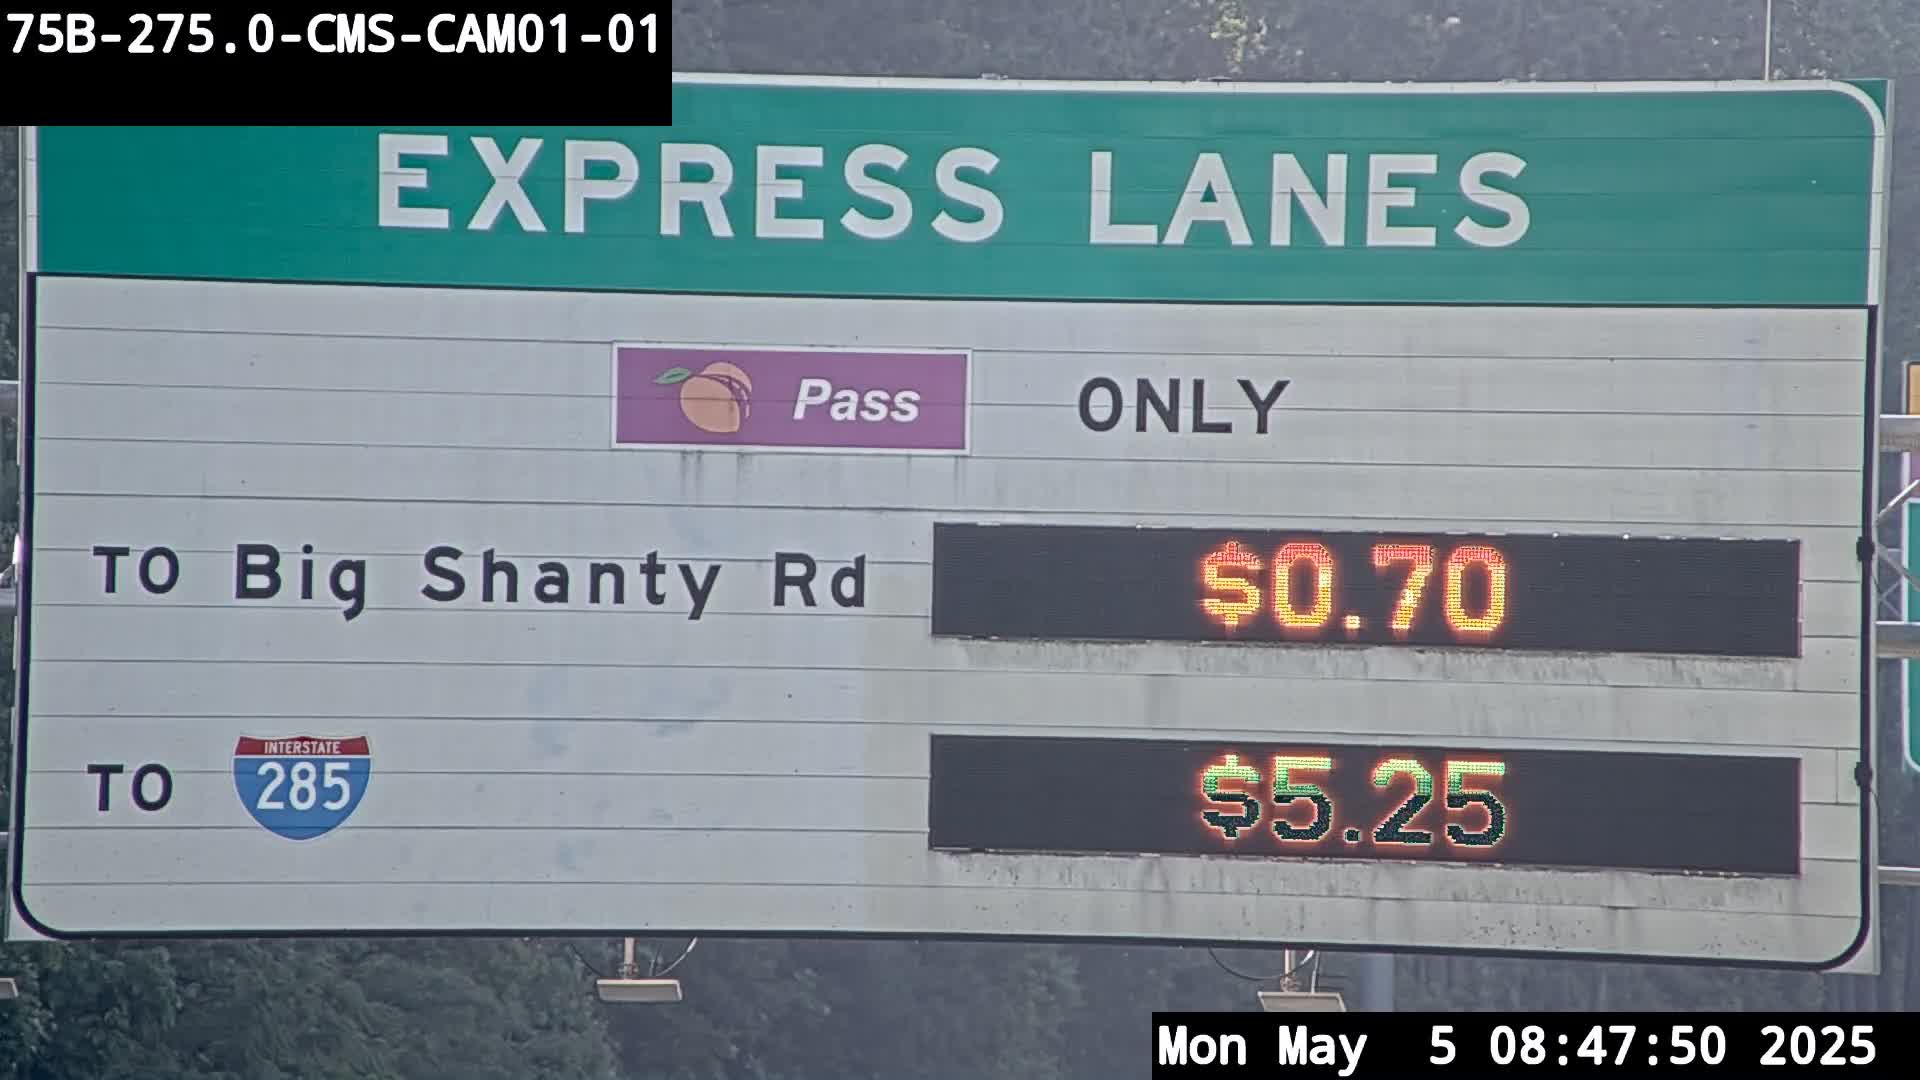 75B-275.0-CMS-CAM01-01
EXPRESS LANES
Pass ONLY
TO Big Shanty Rd $0.70
INTERSTATE
TO 285 $5.25
Mon May 5 08:47:50 2025